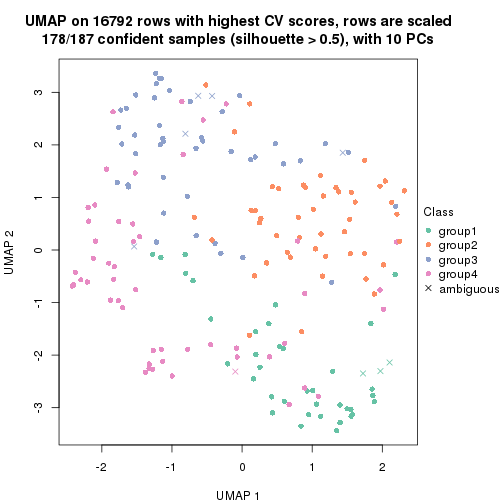 UMAP on 16792 rows with highest CV scores, rows are scaled
178/187 confident samples (silhouette > 0.5), with 10 PCs
3
2
1
0
-1
-2
-3
UMAP 2
-2
-1
0
1
2
UMAP 1
Class
group1
group2
group3
group4
ambiguous